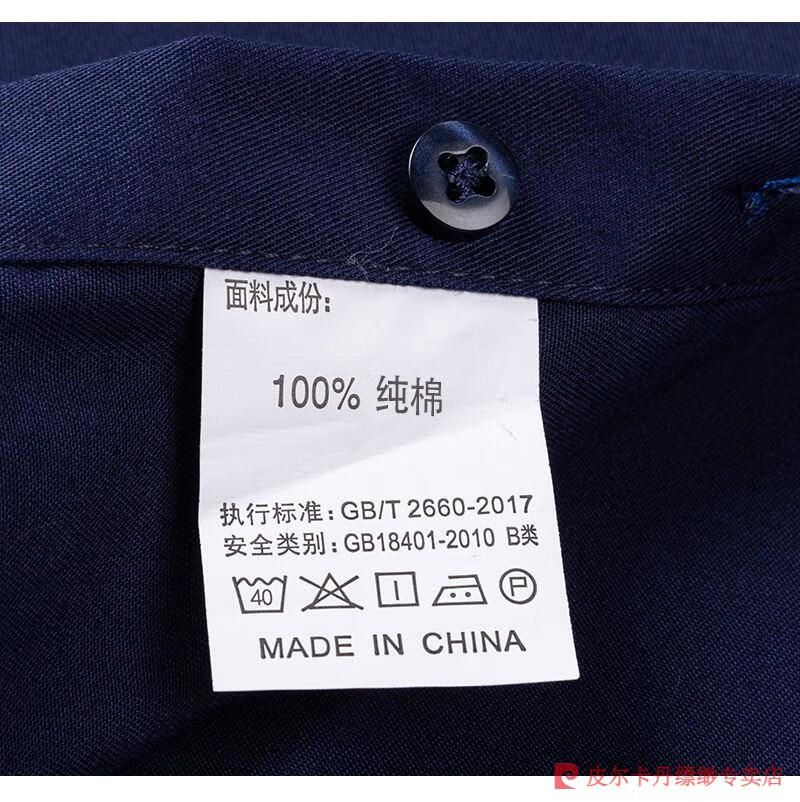 面料成份:
100% 纯棉
执行标准:GB/T 2660-2017
安全类别:GB18401-2010 B类
40
P
MADE IN CHINA
皮尔卡丹缥缈专卖店